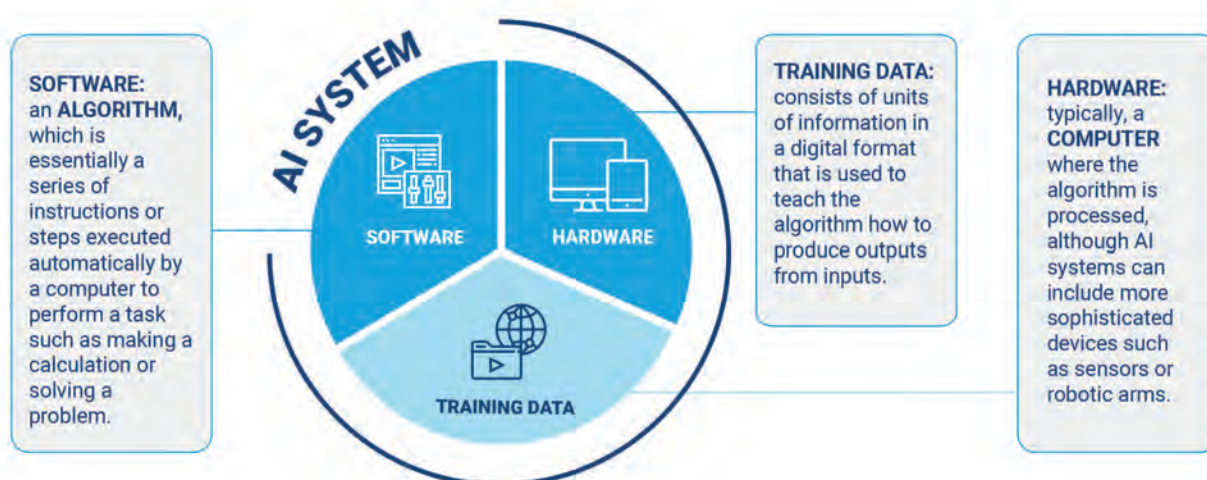 SOFTWARE:
an ALGORITHM,
which is
essentially a
series of
instructions or
steps executed
automatically by
a computer to
perform a task
such as making a
calculation or
solving a
problem.
AI SYSTEM
SOFTWARE
HARDWARE
TRAINING DATA
TRAINING DATA:
consists of units
of information in
a digital format
that is used to
teach the
algorithm how to
produce outputs
from inputs.
HARDWARE:
typically, a
COMPUTER
where the
algorithm is
processed,
although AI
systems can
include more
sophisticated
devices such
as sensors or
robotic arms.